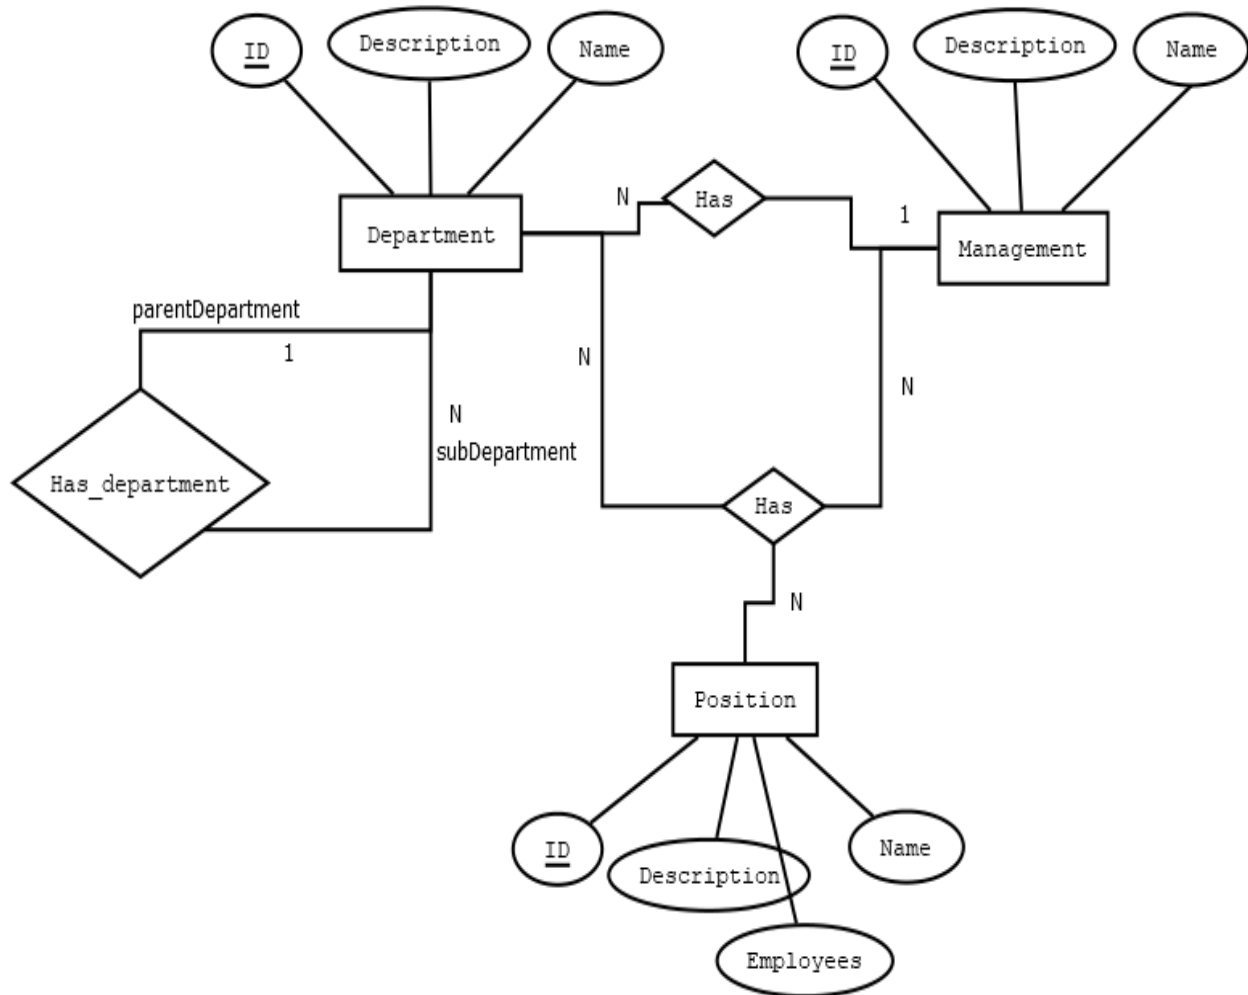 ID
Description
Name
ID
Description
Name
N
Has
1
Department
Management
parentDepartment
1
N
N
N
subDepartment
Has_department
Has
N
Position
ID
Description
Name
Employees